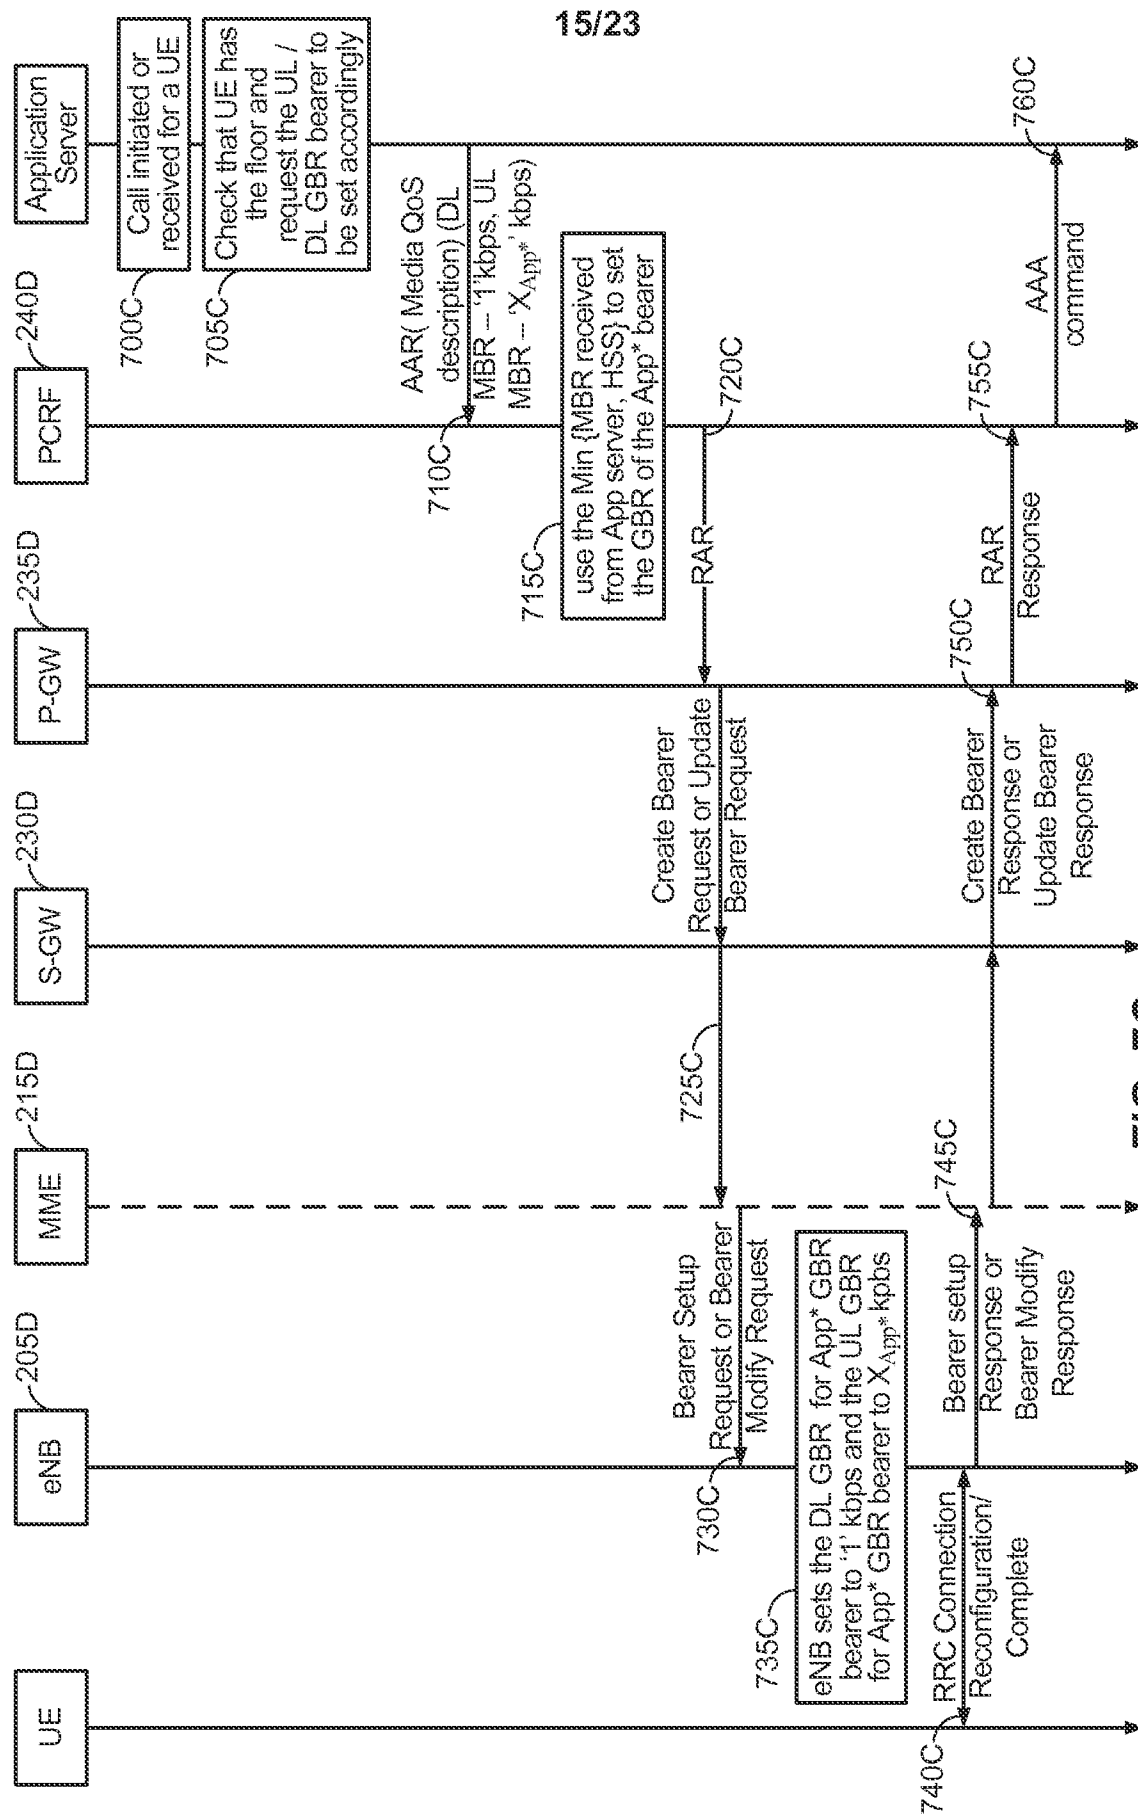 15/23
UE
eNB
205D
MME
215D
S-GW
230D
P-GW
235D
PCRF
240D
Application
Server
700C
Call initiated or
received for a UE
705C
Check that UE has
the floor and
request the UL /
DL GBR bearer to
be set accordingly
710C
AAR( Media QoS
description) (DL
MBR – '1' kbps, UL
MBR – 'XApp*' kbps)
715C
use the Min {MBR received
from App server, HSS} to set
the GBR of the App* bearer
RAR
720C
Create Bearer
Request or Update
Bearer Request
725C
Bearer Setup
Request or Bearer
Modify Request
730C
735C
eNB sets the DL GBR for App* GBR
bearer to '1' kbps and the UL GBR
for App* GBR bearer to XApp* kpbs
740C
RRC Connection
Reconfiguration/
Complete
745C
Bearer setup
Response or
Bearer Modify
Response
750C
Create Bearer
Response or
Update Bearer
Response
755C
RAR
Response
760C
AAA
command